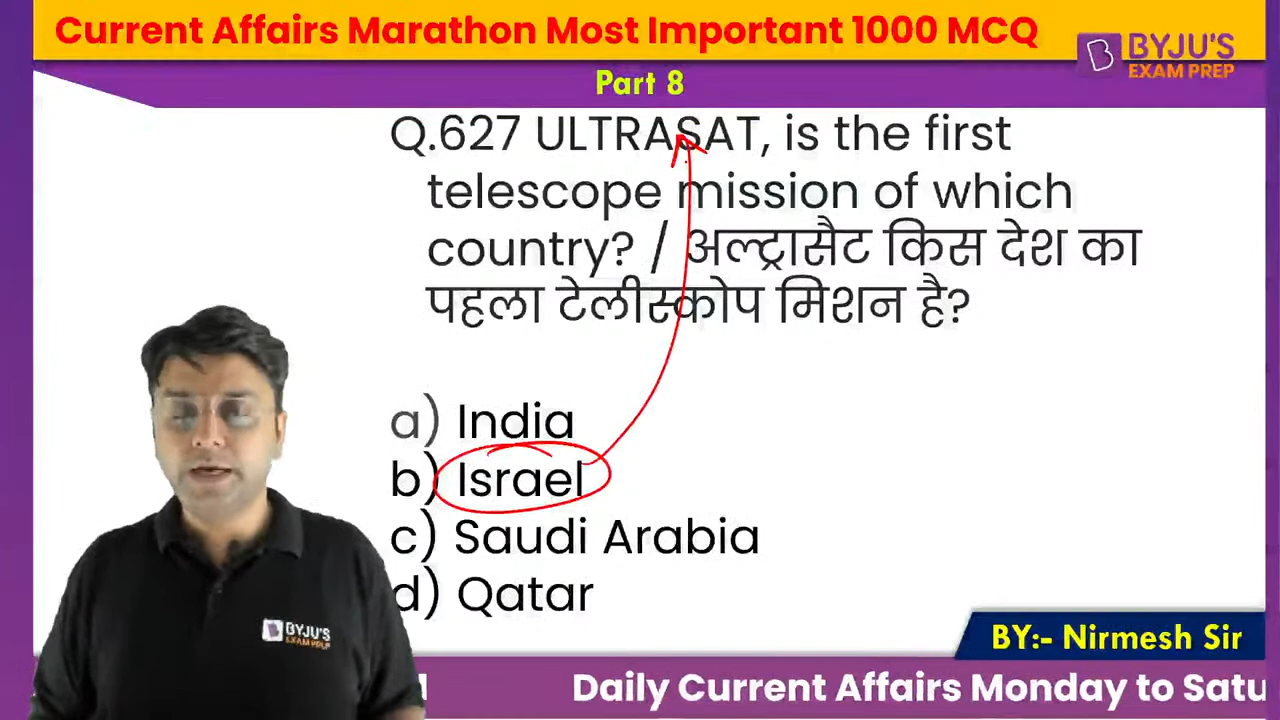 Current Affairs Marathon Most Important 1000 MCQ
BYJU'S
EXAM PREP
Part 8
Q.627 ULTRASAT, is the first
telescope mission of which
country? / अल्ट्रासैट किस देश का
पहला टेलीस्कोप मिशन है?
a) India
b) Israel
c) Saudi Arabia
d) Qatar
BYJU'S
EXAM PREP
BY:- Nirmesh Sir
Daily Current Affairs Monday to Satu